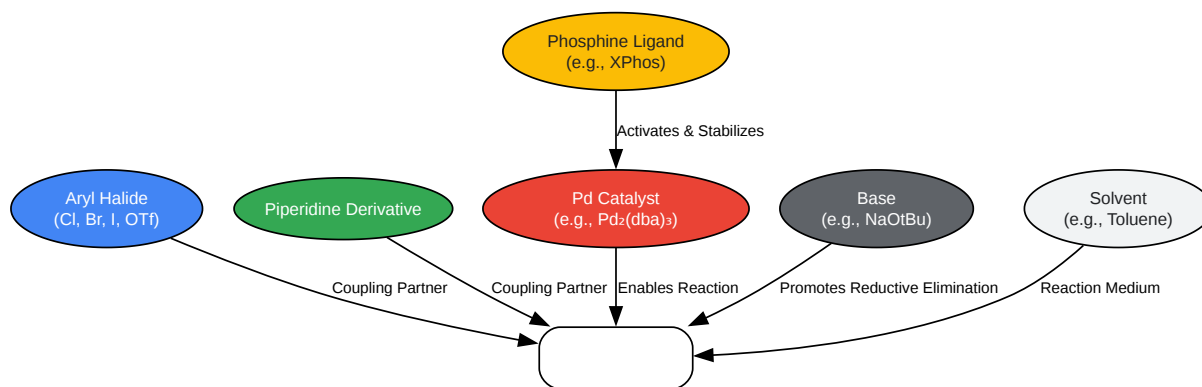 Phosphine Ligand
(e.g., XPhos)
Activates & Stabilizes
Aryl Halide
(Cl, Br, I, OTf)
Piperidine Derivative
Pd Catalyst
(e.g., Pd₂(dba)₃)
Base
(e.g., NaOtBu)
Solvent
(e.g., Toluene)
Coupling Partner
Coupling Partner
Enables Reaction
Promotes Reductive Elimination
Reaction Medium